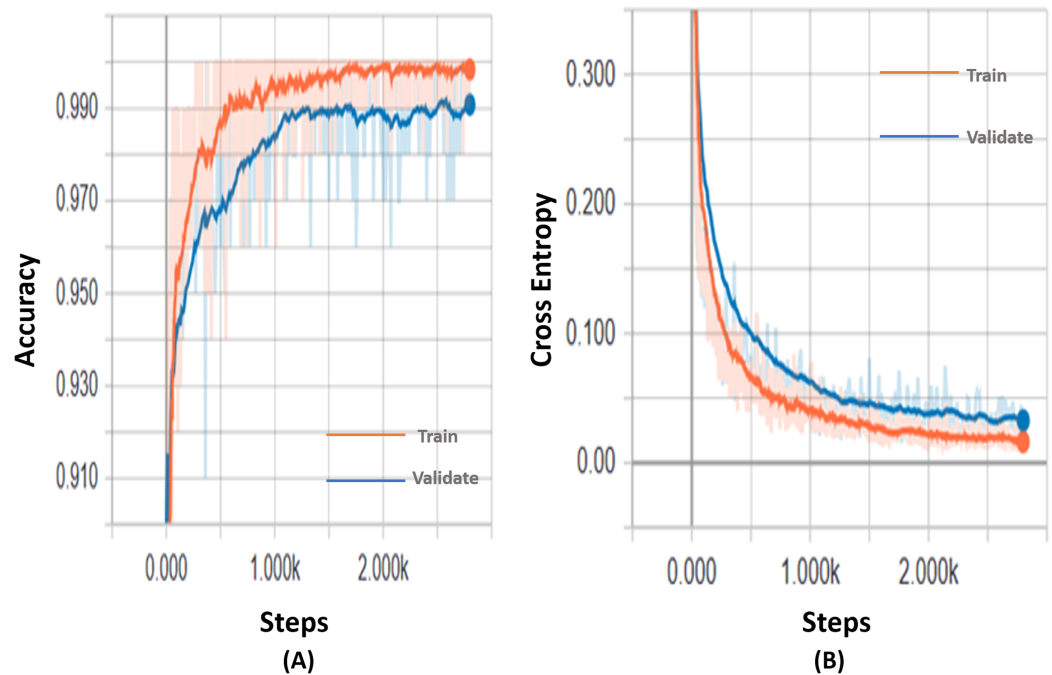 Accuracy
0.990
0.970
0.950
0.930
0.910
Train
Validate
0.000
1.000k
2.000k
Steps
(A)
Cross Entropy
0.300
0.200
0.100
0.00
Train
Validate
0.000
1.000k
2.000k
Steps
(B)